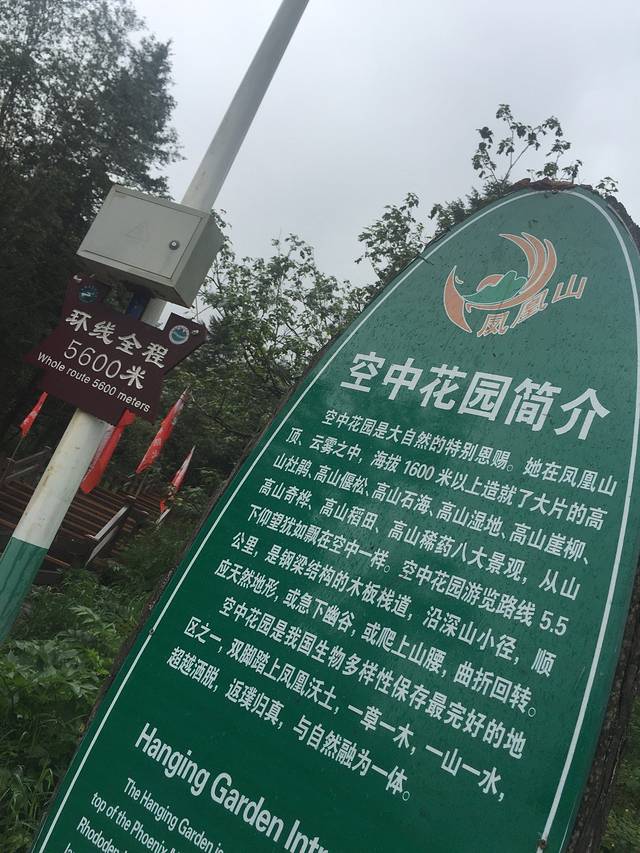 环线全程
5600米
Whole route 5600 meters
凤凰山
空中花园简介
空中花园是大自然的特别恩赐。她在凤凰山
顶、云雾之中，海拔 1600 米以上造就了大片的高
山杜鹃、高山偃松、高山石海、高山湿地、高山崖柳、
高山奇桦、高山稻田、高山稀药八大景观，从山
下仰望犹如飘在空中一样。空中花园游览路线 5.5
公里，是钢梁结构的木板栈道，沿深山小径，顺
应天然地形，或急下幽谷，或爬上山腰，曲折回转。
空中花园是我国生物多样性保存最完好的地
区之一，双脚踏上凤凰沃土，一草一木，一山一水，
超越洒脱，返璞归真，与自然融为一体。
Hanging Garden Intr
The Hanging Garden is
top of the Phoenix
Rhododen